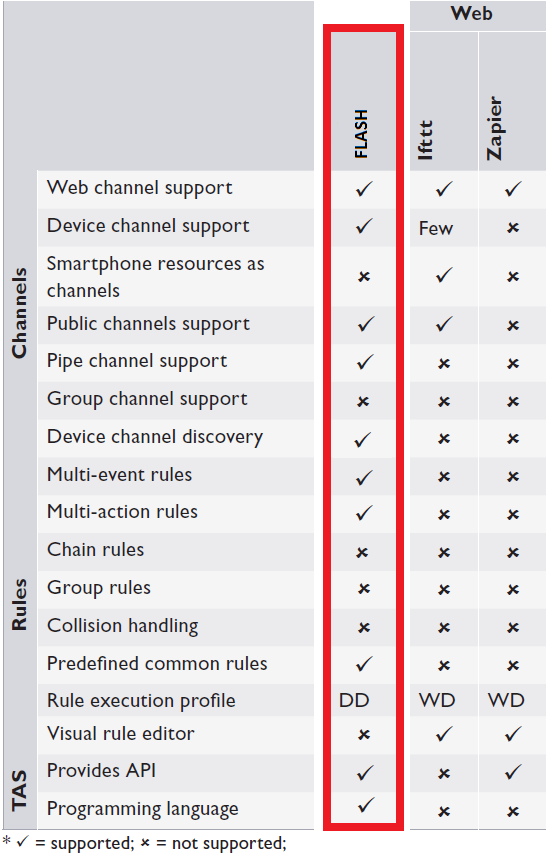 Web
FLASH Ifttt Zapier
Channels
Web channel support ✓ ✓ ✓
Device channel support ✓ Few ×
Smartphone resources as
channels × ✓ ×
Public channels support ✓ ✓ ×
Pipe channel support ✓ × ×
Group channel support × × ×
Device channel discovery ✓ × ×
Rules
Multi-event rules ✓ × ×
Multi-action rules ✓ × ×
Chain rules × × ×
Group rules × × ×
Collision handling × × ×
Predefined common rules ✓ × ×
Rule execution profile DD WD WD
TAS
Visual rule editor × ✓ ✓
Provides API ✓ × ✓
Programming language ✓ × ×
* ✓ = supported; × = not supported;